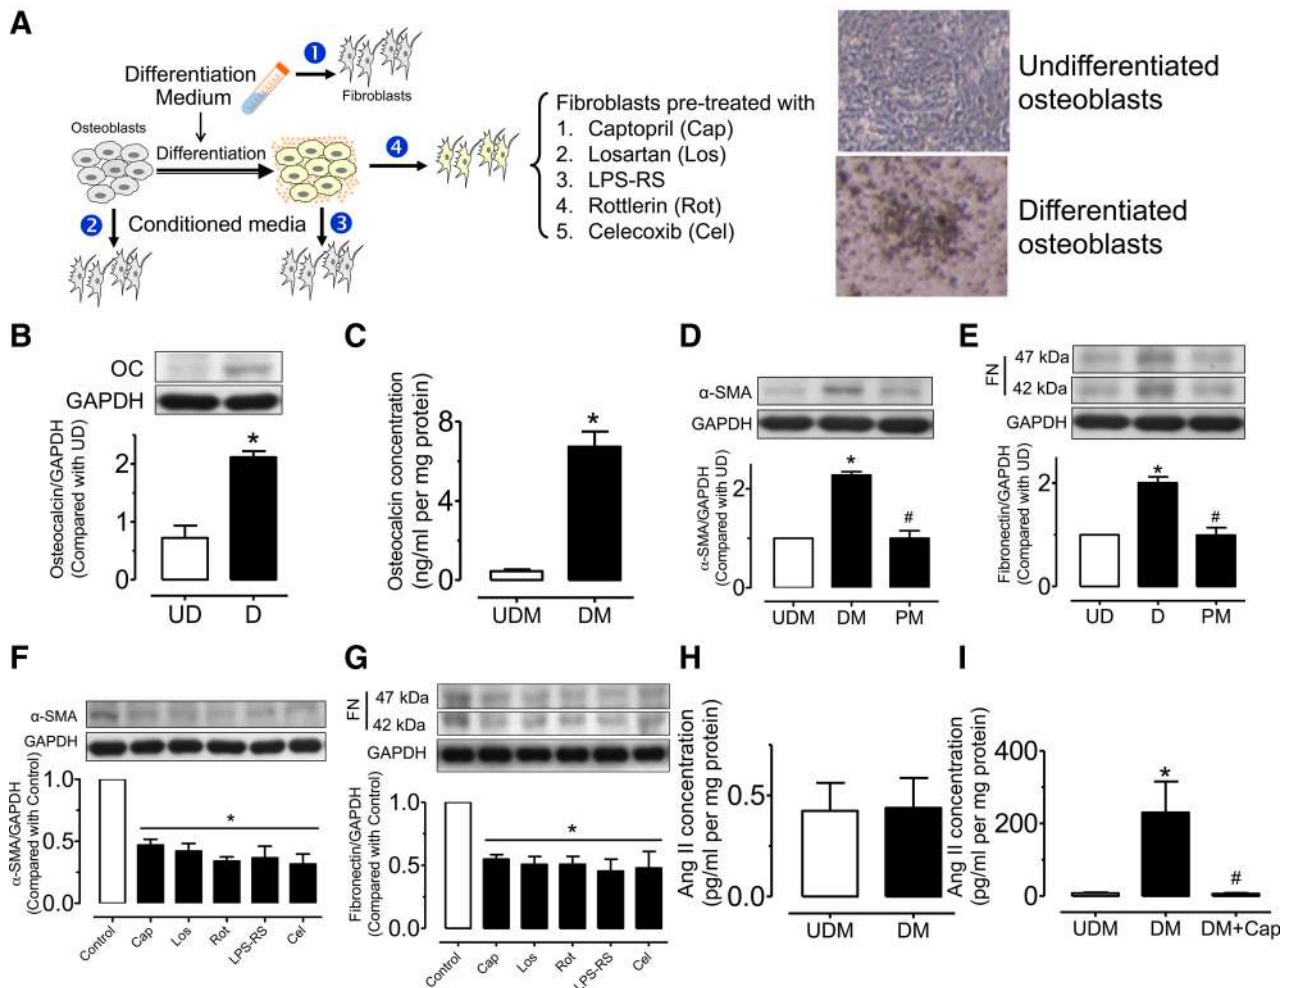 A
Differentiation
Medium
1
Fibroblasts
Osteoblasts
Differentiation
4
2
Conditioned media
3
Fibroblasts pre-treated with
1. Captopril (Cap)
2. Losartan (Los)
3. LPS-RS
4. Rottlerin (Rot)
5. Celecoxib (Cel)
Undifferentiated
osteoblasts
Differentiated
osteoblasts
B
OC
GAPDH
Osteocalcin/GAPDH
(Compared with UD)
2
1
0
*
UD
D
C
Osteocalcin concentration
(ng/ml per mg protein)
8
4
0
*
UDM
DM
D
α-SMA
GAPDH
α-SMA/GAPDH
(Compared with UD)
2
0
*
#
UDM
DM
PM
E
FN
47 kDa
42 kDa
GAPDH
Fibronectin/GAPDH
(Compared with UD)
2
0
*
#
UD
D
PM
F
α-SMA
GAPDH
α-SMA/GAPDH
(Compared with Control)
1.0
0.5
0.0
*
Control
Cap
Los
Rot
LPS-RS
Cel
G
FN
47 kDa
42 kDa
GAPDH
Fibronectin/GAPDH
(Compared with Control)
1.0
0.5
0.0
*
Control
Cap
Los
Rot
LPS-RS
Cel
H
Ang II concentration
(pg/ml per mg protein)
0.5
0.0
UDM
DM
I
Ang II concentration
(pg/ml per mg protein)
400
200
0
*
#
UDM
DM
DM+Cap